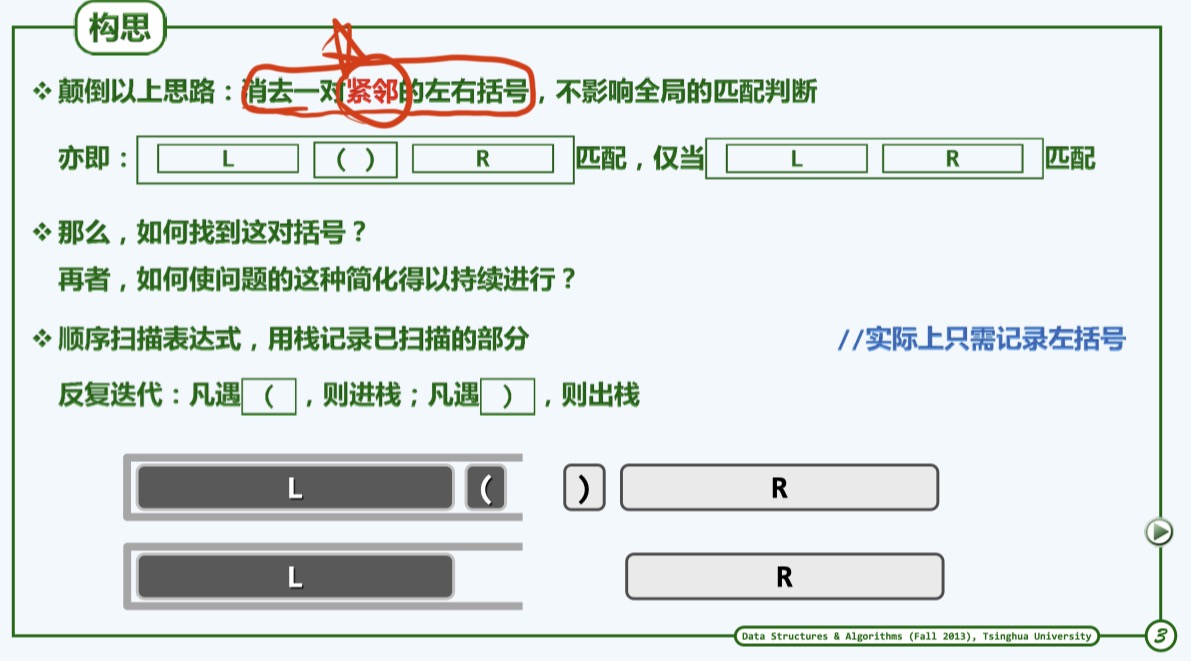 构思
颠倒以上思路：消去一对紧邻的左右括号，不影响全局的匹配判断
亦即： L ( ) R 匹配，仅当 L R 匹配
那么，如何找到这对括号？
再者，如何使问题的这种简化得以持续进行？
顺序扫描表达式，用栈记录已扫描的部分 //实际上只需记录左括号
反复迭代：凡遇 ( ，则进栈；凡遇 ) ，则出栈
L ( ) R
L R
Data Structures & Algorithms (Fall 2013), Tsinghua University 3